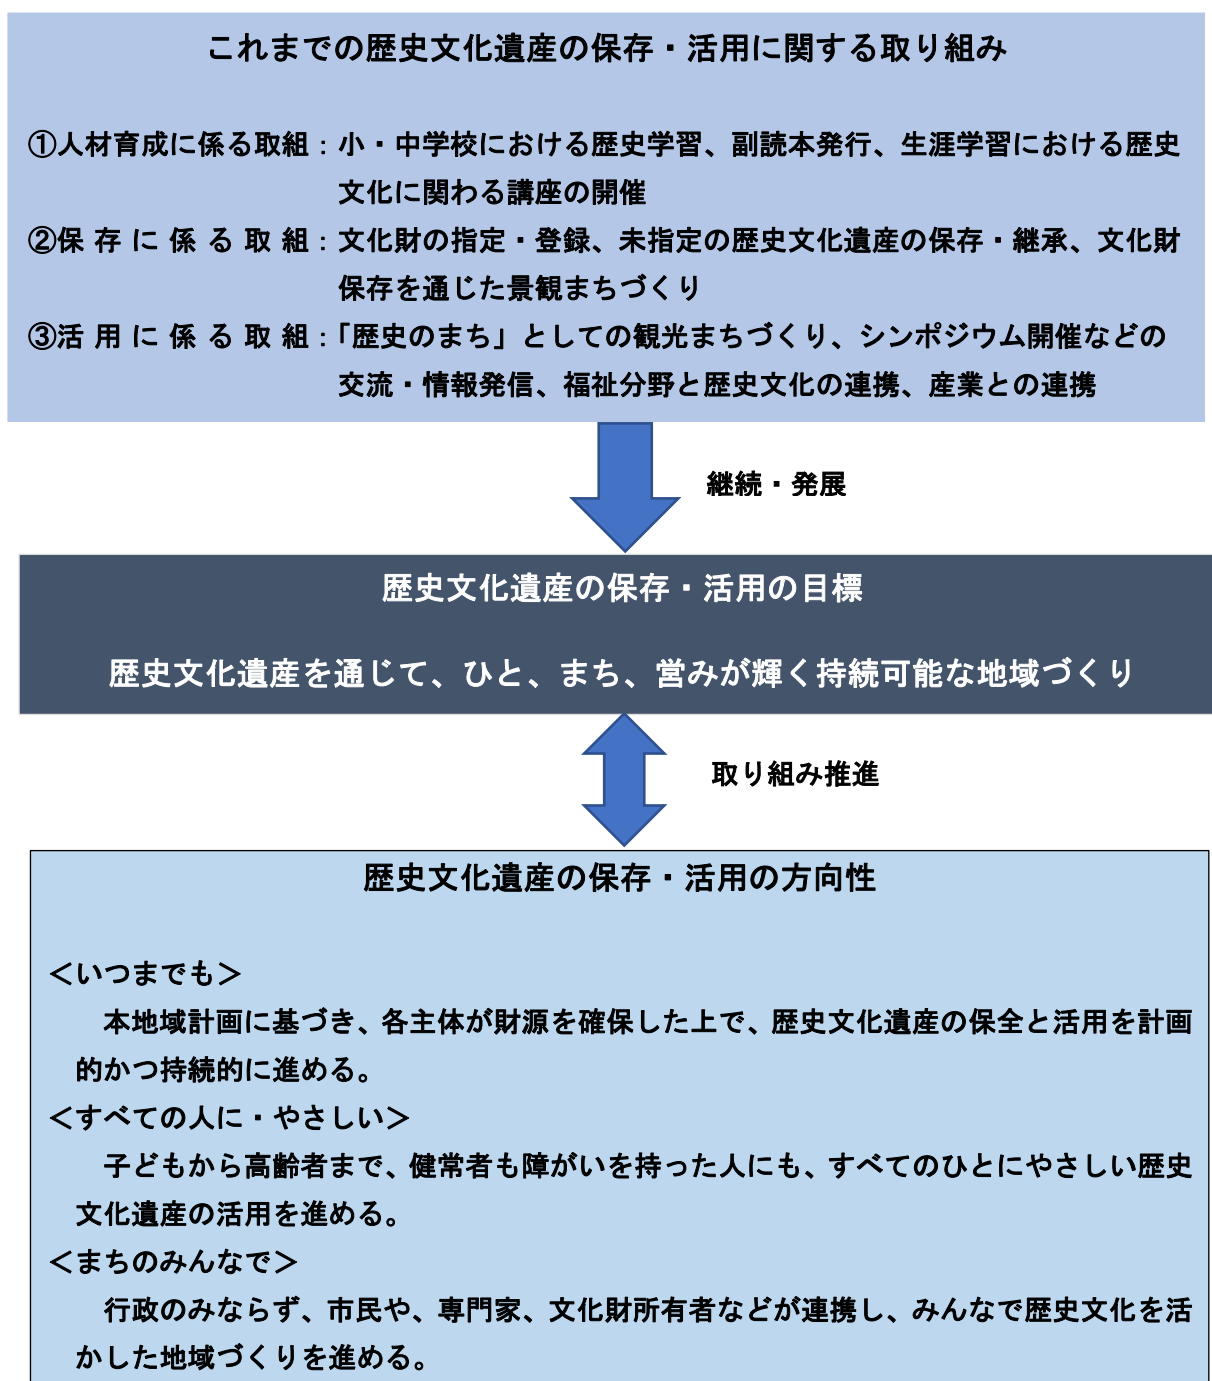 これまでの歴史文化遺産の保存・活用に関する取り組み
①人材育成に係る取組：小・中学校における歴史学習、副読本発行、生涯学習における歴史
文化に関わる講座の開催
②保存に係る取組：文化財の指定・登録、未指定の歴史文化遺産の保存・継承、文化財
保存を通じた景観まちづくり
③活用に係る取組：「歴史のまち」としての観光まちづくり、シンポジウム開催などの
交流・情報発信、福祉分野と歴史文化の連携、産業との連携
継続・発展
歴史文化遺産の保存・活用の目標
歴史文化遺産を通じて、ひと、まち、営みが輝く持続可能な地域づくり
取り組み推進
歴史文化遺産の保存・活用の方向性
＜いつまでも＞
本地域計画に基づき、各主体が財源を確保した上で、歴史文化遺産の保全と活用を計画
的かつ持続的に進める。
＜すべての人に・やさしい＞
子どもから高齢者まで、健常者も障がいを持った人にも、すべてのひとにやさしい歴史
文化遺産の活用を進める。
＜まちのみんなで＞
行政のみならず、市民や、専門家、文化財所有者などが連携し、みんなで歴史文化を活
かした地域づくりを進める。